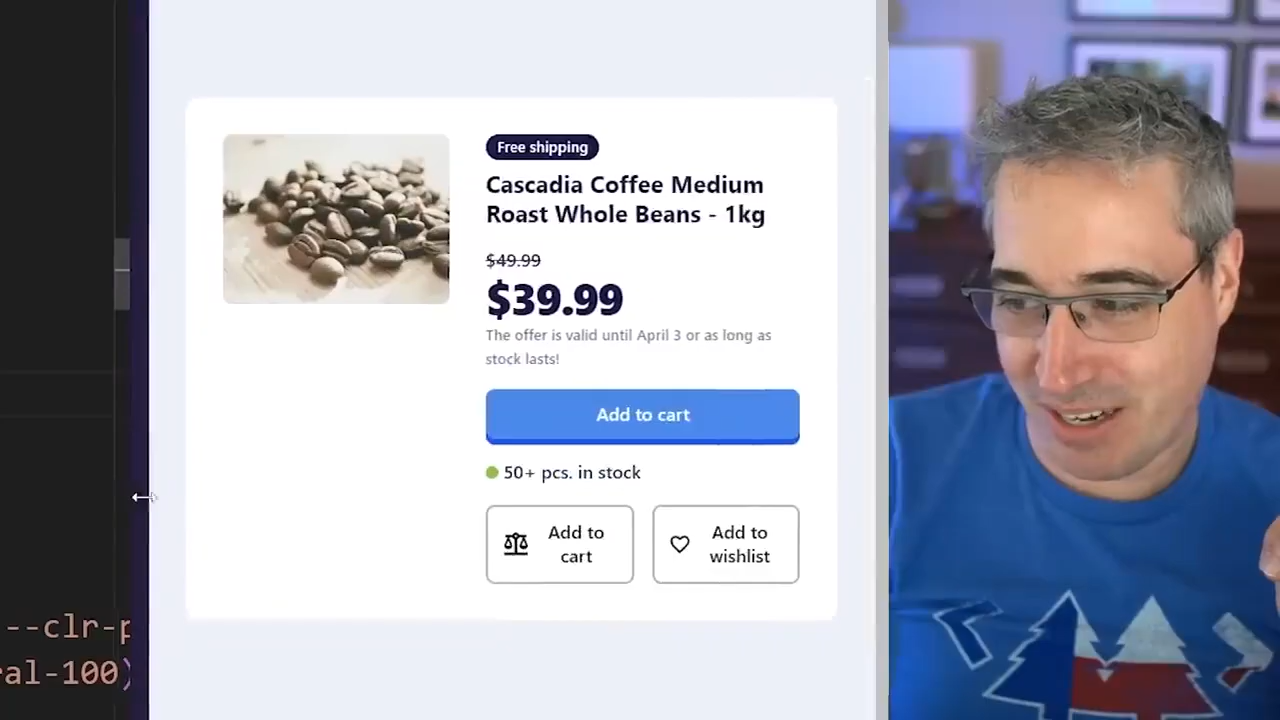 Free shipping
Cascadia Coffee Medium
Roast Whole Beans - 1kg
$49.99
$39.99
The offer is valid until April 3 or as long as
stock lasts!
Add to cart
50+ pcs. in stock
Add to
cart
Add to
wishlist
--clr-p
ral-100)